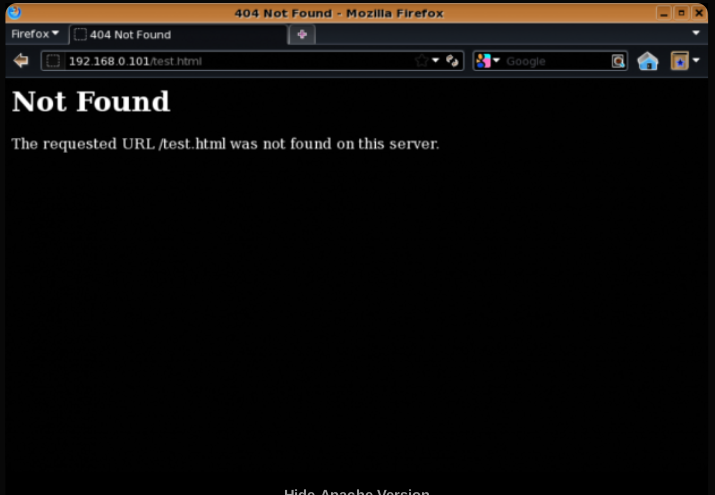 404 Not Found - Mozilla Firefox
Firefox
404 Not Found
192.168.0.101/test.html
Google
Not Found
The requested URL /test.html was not found on this server.
Hide Apache Version